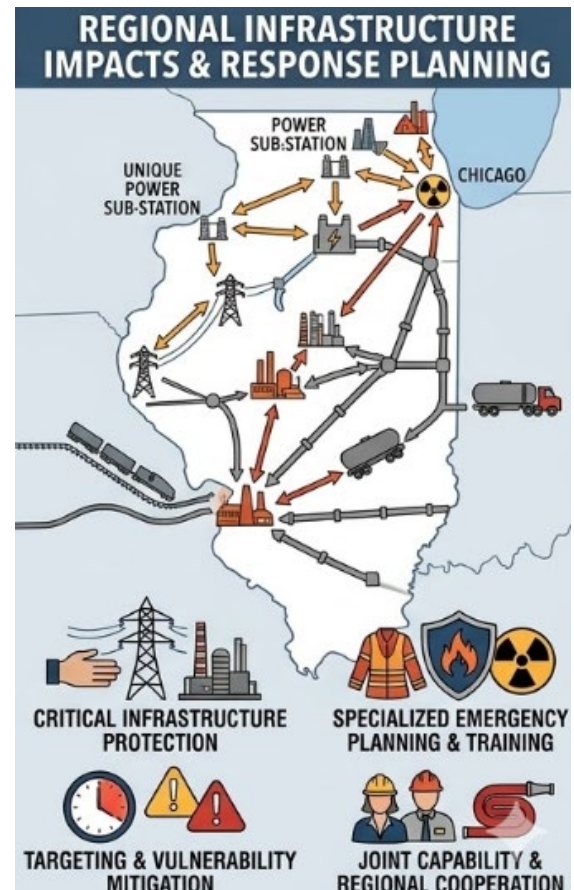 REGIONAL INFRASTRUCTURE
IMPACTS & RESPONSE PLANNING
POWER
SUB:STATION
UNIQUE
POWER
SUB-STATION
CHICAGO
CRITICAL INFRASTRUCTURE
PROTECTION
SPECIALIZED EMERGENCY
PLANNING & TRAINING
TARGETING & VULNERABILITY
MITIGATION
JOINT CAPABILITY &
REGIONAL COOPERATION